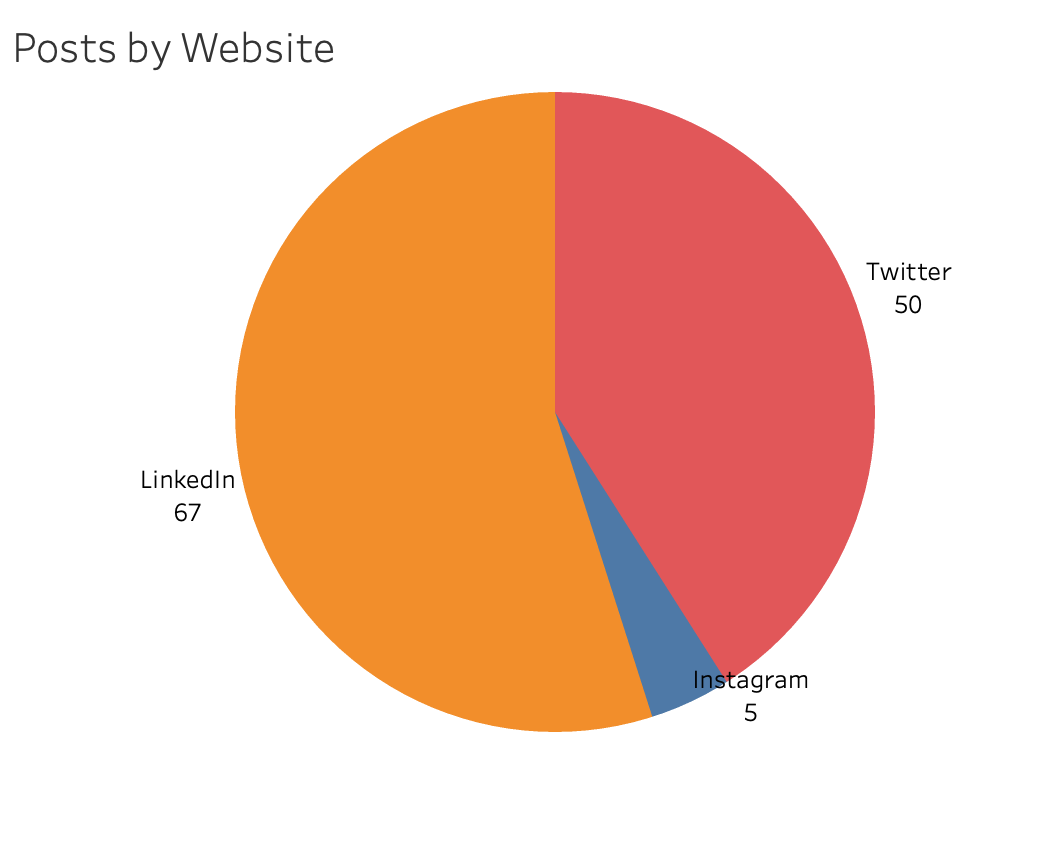 Posts by Website
Twitter
50
LinkedIn
67
Instagram
5